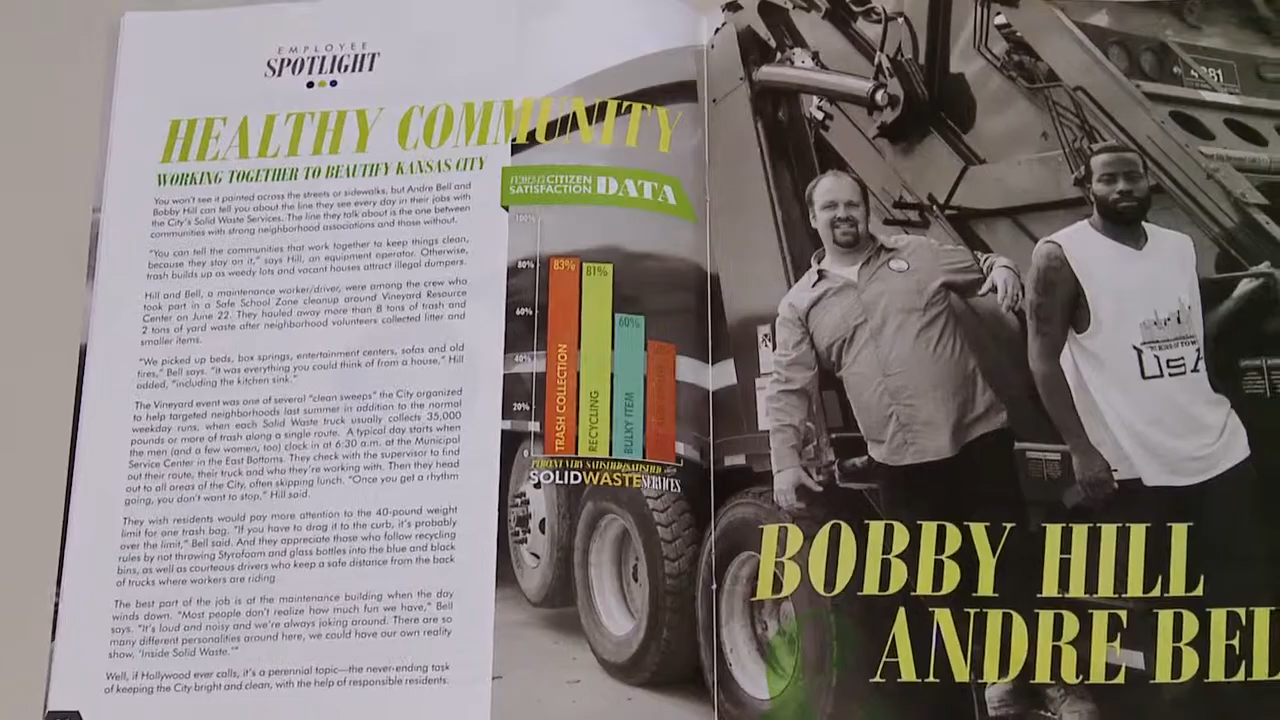 EMPLOYEE
SPOTLIGHT
HEALTHY COMMUNITY
WORKING TOGETHER TO BEAUTIFY KANSAS CITY
You won't see it painted across the streets or sidewalks, but Andre Bell and
Bobby Hill can tell you about the line they see every day in their jobs with
the City's Solid Waste Services. The line they talk about is the one between
communities with strong neighborhood associations and those without.
"You can tell the communities that work together to keep things clean,
because they stay on it," says Hill, an equipment operator. Otherwise,
trash builds up as weedy lots and vacant houses attract illegal dumpers.
Hill and Bell, a maintenance worker/driver, were among the crew who
took part in a Safe School Zone cleanup around Vineyard Resource
Center on June 22. They hauled away more than 8 tons of trash and
2 tons of yard waste after neighborhood volunteers collected litter and
smaller items.
"We picked up beds, box springs, entertainment centers, sofas and old
tires," Bell says. "it was everything you could think of from a house," Hill
added, "including the kitchen sink."
The Vineyard event was one of several "clean sweeps" the City organized
to help targeted neighborhoods last summer in addition to the normal
weekday runs, when each Solid Waste truck usually collects 35,000
pounds or more of trash along a single route. A typical day starts when
the men (and a few women, too) clock in at 6:30 a.m. at the Municipal
Service Center in the East Bottoms. They check with the supervisor to find
out their route, their truck and who they're working with. Then they head
out to all areas of the City, often skipping lunch. "Once you get a rhythm
going, you don't want to stop," Hill said.
They wish residents would pay more attention to the 40-pound weight
limit for one trash bag. "If you have to drag it to the curb, it's probably
over the limit," Bell said. And they appreciate those who follow recycling
rules by not throwing Styrofoam and glass bottles into the blue and black
bins, as well as courteous drivers who keep a safe distance from the back
of trucks where workers are riding.
The best part of the job is at the maintenance building when the day
winds down. "Most people don't realize how much fun we have," Bell
says. "It's loud and noisy and we're always joking around. There are so
many different personalities around here, we could have our own reality
show, 'Inside Solid Waste.'"
Well, if Hollywood ever calls, it's a perennial topic—the never-ending task
of keeping the City bright and clean, with the help of responsible residents.
CITIZEN
SATISFACTION DATA
100%
80%
60%
40%
20%
0
83%
81%
60%
TRASH COLLECTION
RECYCLING
BULKY ITEM
PERCENT VERY SATISFIED/SATISFIED
SOLIDWASTESERVICES
4281
USA
BOBBY HILL
ANDRE BEL